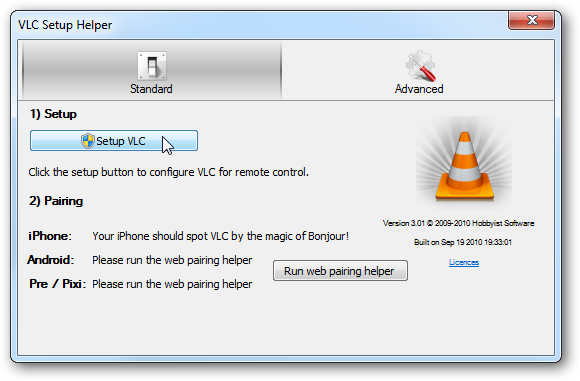 VLC Setup Helper
Standard
Advanced
1) Setup
Setup VLC
Click the setup button to configure VLC for remote control.
2) Pairing
iPhone: Your iPhone should spot VLC by the magic of Bonjour!
Android: Please run the web pairing helper
Pre / Pixi: Please run the web pairing helper
Run web pairing helper
Version 3.01 © 2009-2010 Hobbyist Software
Built on Sep 19 2010 19:33:01
Licences